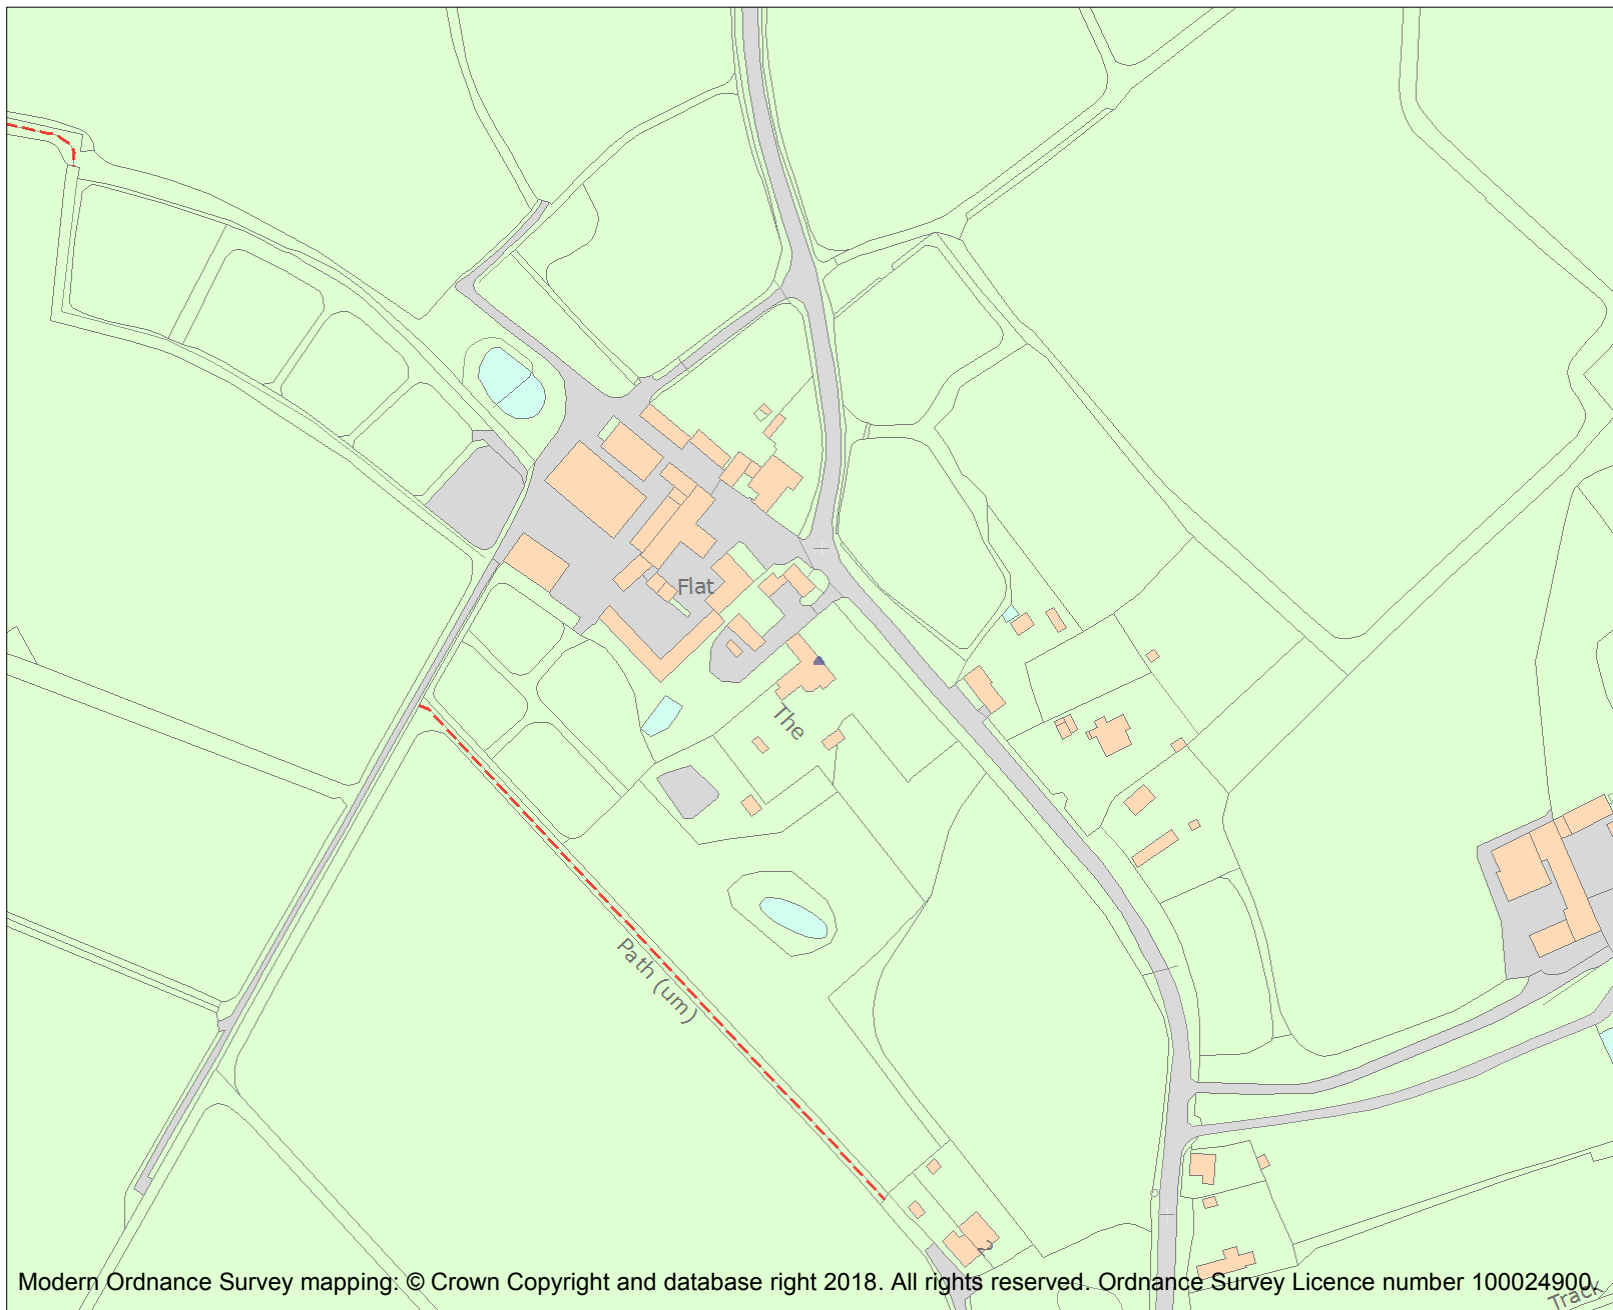 Flat
The
Path (um)
2
Modern Ordnance Survey mapping: © Crown Copyright and database right 2018. All rights reserved. Ordnance Survey Licence number 100024900.
Track